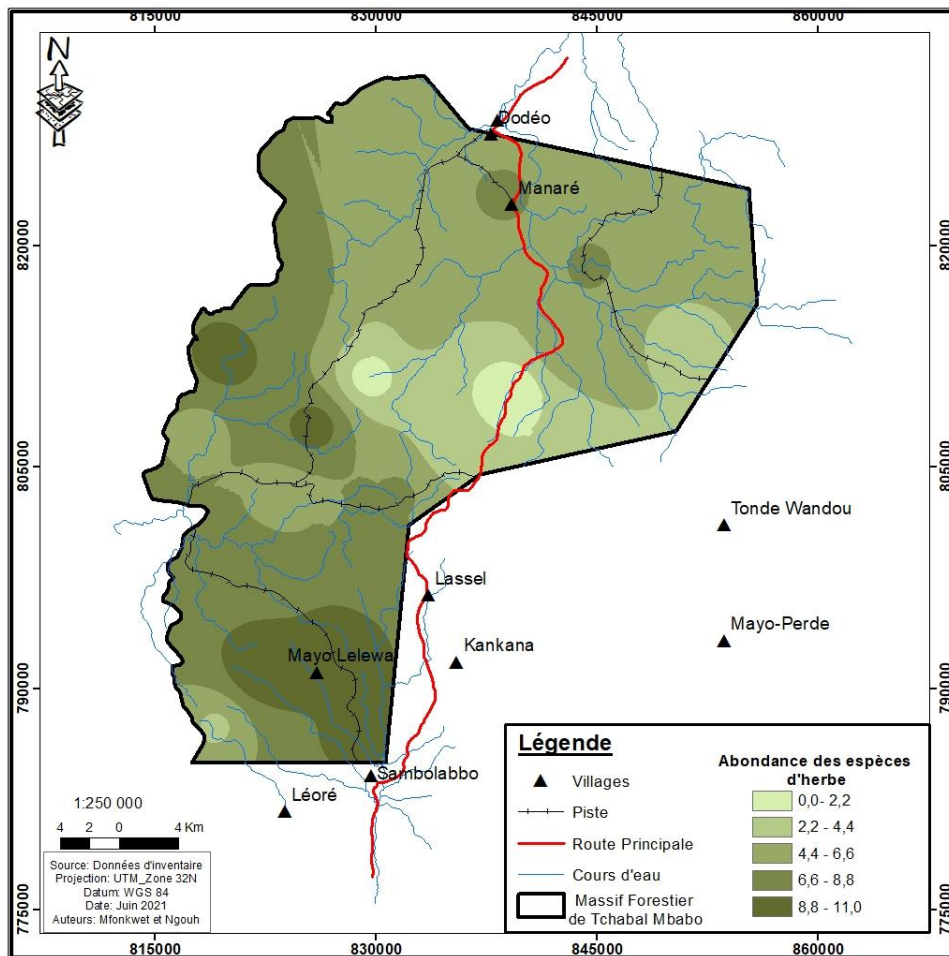 815000 830000 845000 860000
N
Dodéo
Manaré
820000 820000
805000 805000
Tonde Wandou
Lassel
Mayo-Perde
Kankana
Mayo Lelewa
790000 790000
Sambolabbo
Léoré
1:250 000
4 2 0 4 Km
Source: Données d'inventaire
Projection: UTM_Zone 32N
Datum: WGS 84
Date: Juin 2021
Auteurs: Mfonkwet et Ngouh
Légende
Villages
Piste
Route Principale
Cours d'eau
Massif Forestier
de Tchabal Mbabo
Abondance des espèces
d'herbe
0,0- 2,2
2,2 - 4,4
4,4 - 6,6
6,6 - 8,8
8,8 - 11,0
775000 775000
815000 830000 845000 860000